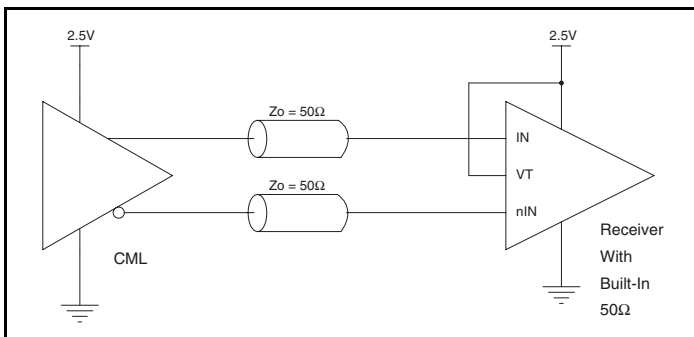 2.5V
2.5V
Zo = 50Ω
IN
VT
Zo = 50Ω
nIN
CML
Receiver
With
Built-In
50Ω